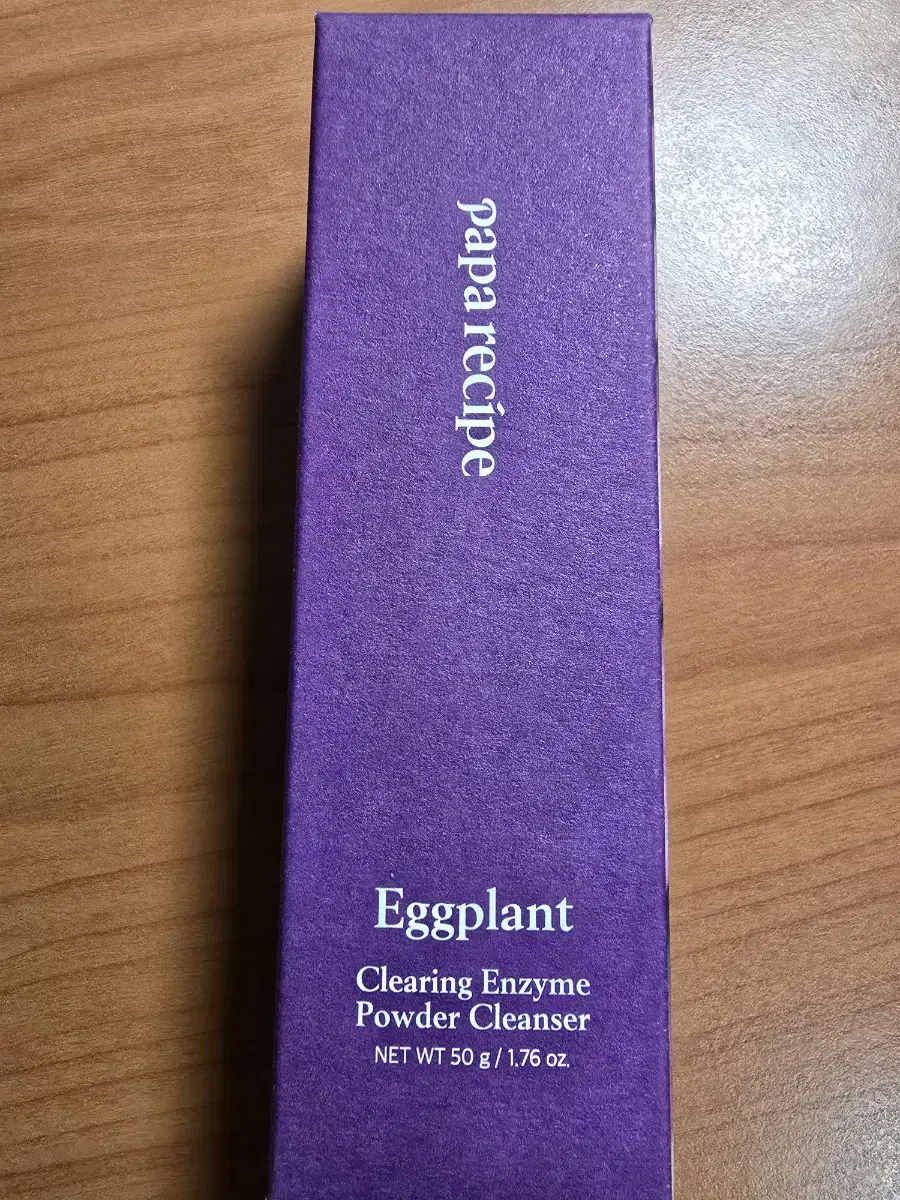 papa recipe
Eggplant
Clearing Enzyme
Powder Cleanser
NET WT 50 g / 1.76 oz.